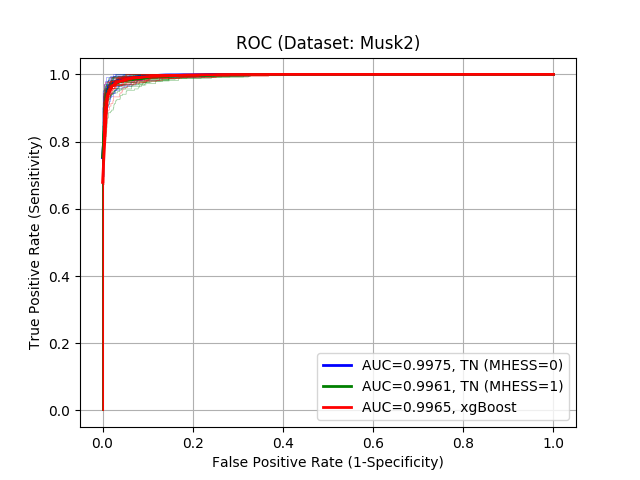 ROC (Dataset: Musk2)
True Positive Rate (Sensitivity)
1.0
0.8
0.6
0.4
0.2
0.0
AUC=0.9975, TN (MHESS=0)
AUC=0.9961, TN (MHESS=1)
AUC=0.9965, xgBoost
0.0 0.2 0.4 0.6 0.8 1.0
False Positive Rate (1-Specificity)